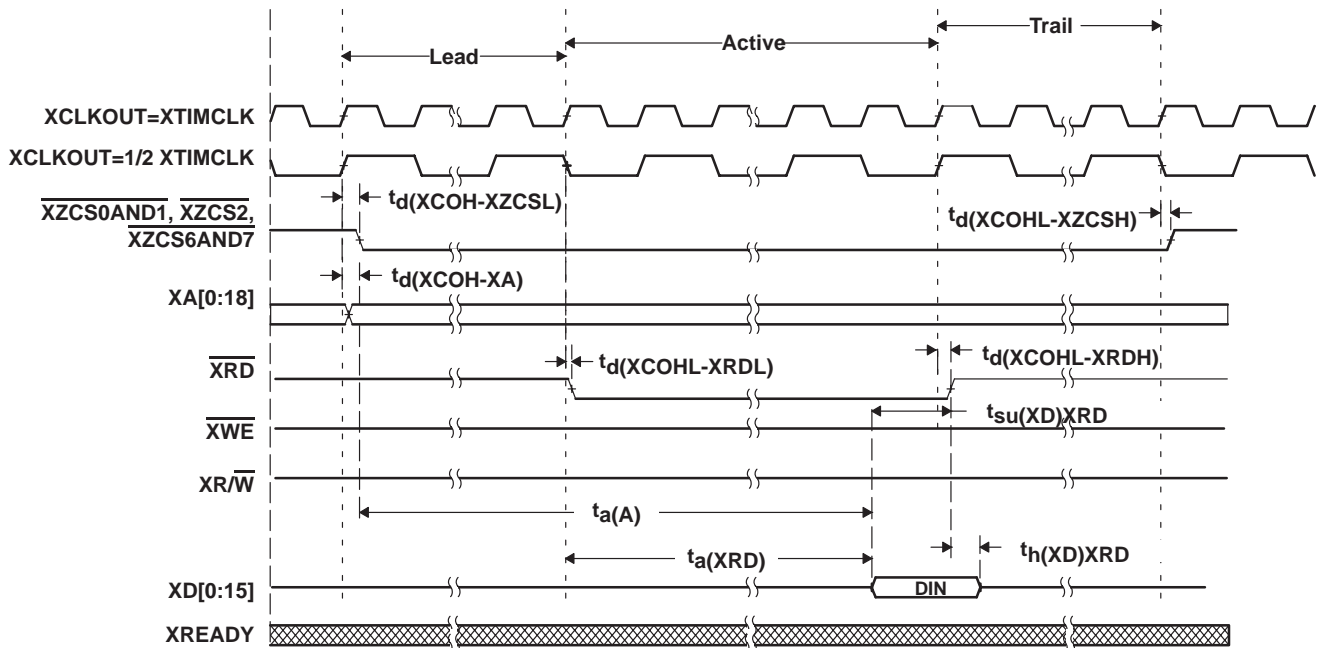 Trail
Active
Lead
XCLKOUT=XTIMCLK
XCLKOUT=1/2 XTIMCLK
td(XCOH-XZCSL)
XZCS0AND1, XZCS2,
XZCS6AND7
td(XCOHL-XZCSH)
td(XCOH-XA)
XA[0:18]
XRD
td(XCOHL-XRDL)
td(XCOHL-XRDH)
tsu(XD)XRD
XWE
XR/W
ta(A)
ta(XRD)
th(XD)XRD
XD[0:15]
DIN
XREADY